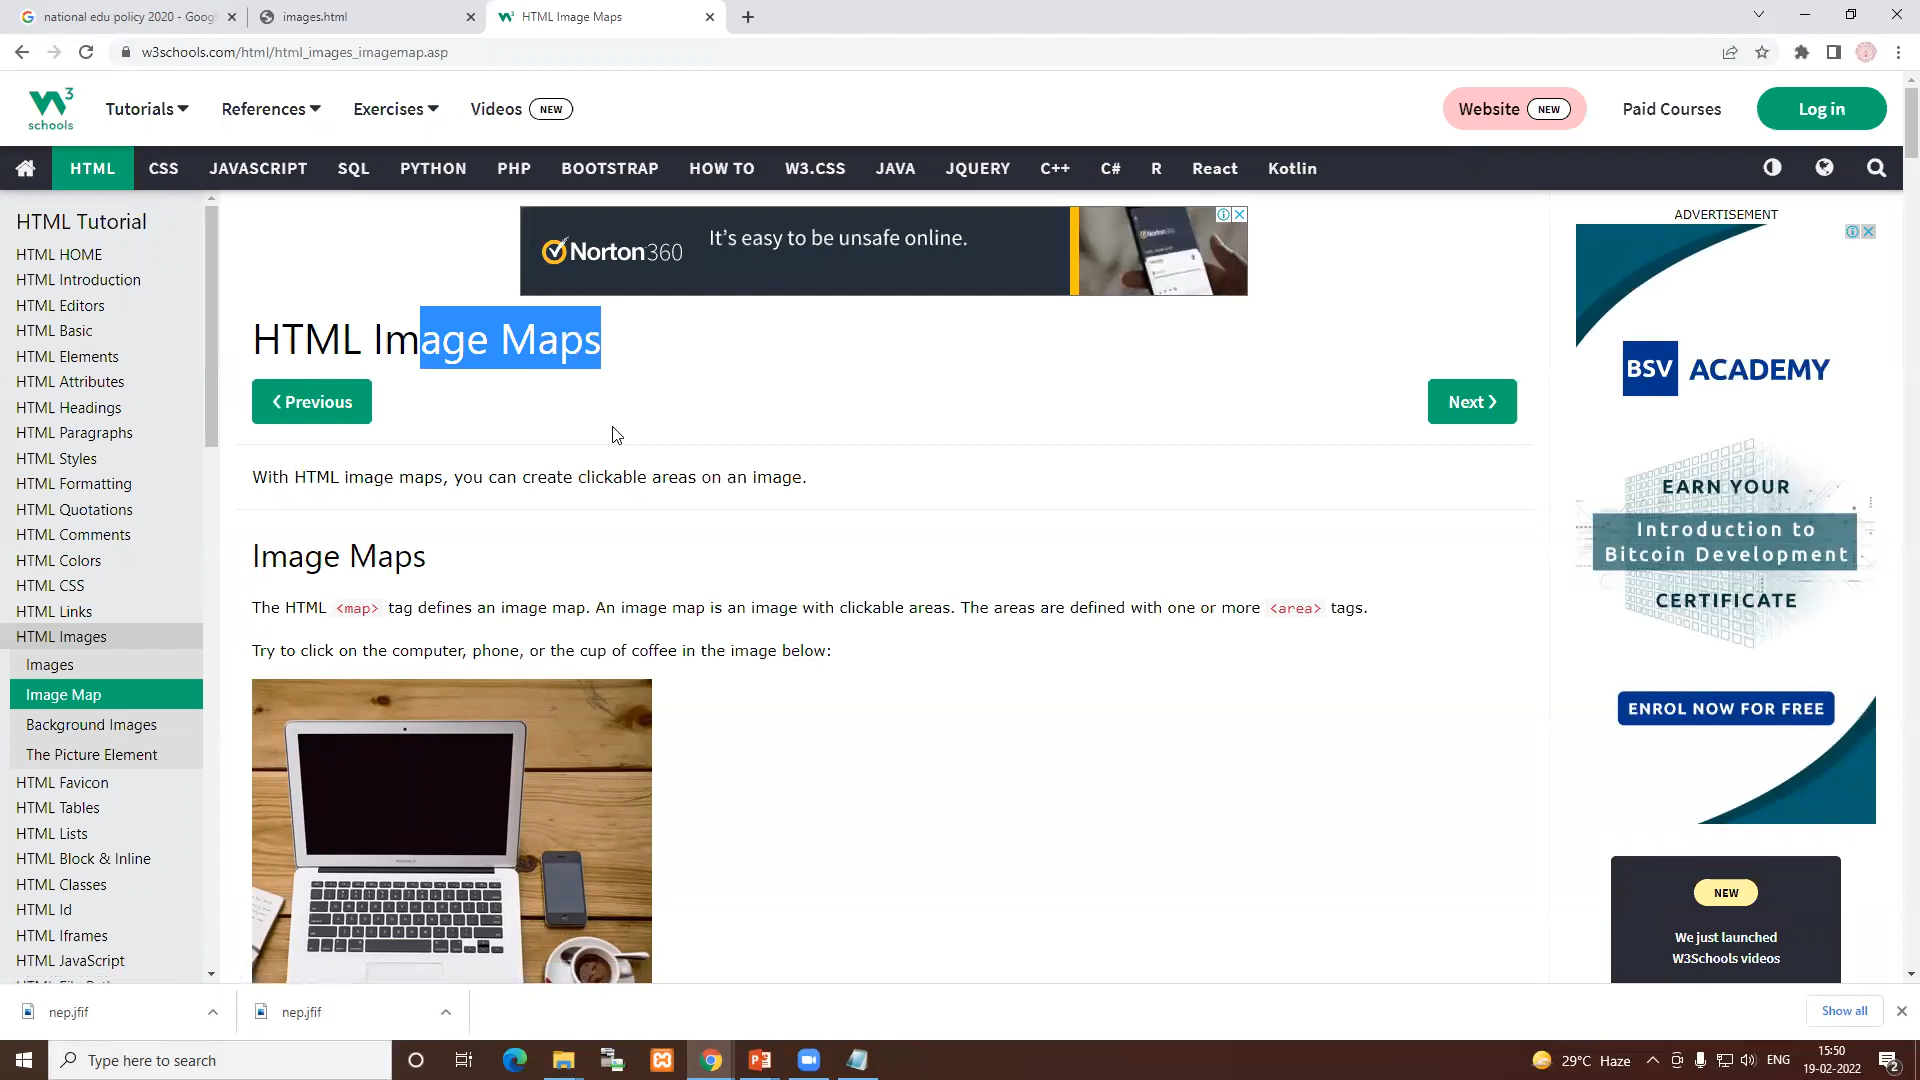 national edu policy 2020 - Goog
images.html
HTML Image Maps
w3schools.com/html/html_images_imagemap.asp
schools
Tutorials
References
Exercises
Videos NEW
Website NEW
Paid Courses
Log in
HTML
CSS
JAVASCRIPT
SQL
PYTHON
PHP
BOOTSTRAP
HOW TO
W3.CSS
JAVA
JQUERY
C++
C#
R
React
Kotlin
HTML Tutorial
HTML HOME
HTML Introduction
HTML Editors
HTML Basic
HTML Elements
HTML Attributes
HTML Headings
HTML Paragraphs
HTML Styles
HTML Formatting
HTML Quotations
HTML Comments
HTML Colors
HTML CSS
HTML Links
HTML Images
Images
Image Map
Background Images
The Picture Element
HTML Favicon
HTML Tables
HTML Lists
HTML Block & Inline
HTML Classes
HTML Id
HTML Iframes
HTML JavaScript
Norton360
It's easy to be unsafe online.
HTML Image Maps
❮ Previous
Next ❯
With HTML image maps, you can create clickable areas on an image.
Image Maps
The HTML <map> tag defines an image map. An image map is an image with clickable areas. The areas are defined with one or more <area> tags.
Try to click on the computer, phone, or the cup of coffee in the image below:
ADVERTISEMENT
BSV ACADEMY
EARN YOUR
Introduction to
Bitcoin Development
CERTIFICATE
ENROL NOW FOR FREE
NEW
We just launched
W3Schools videos
nep.jfif
nep.jfif
Show all
Type here to search
29°C Haze
ENG
15:50
19-02-2022
2